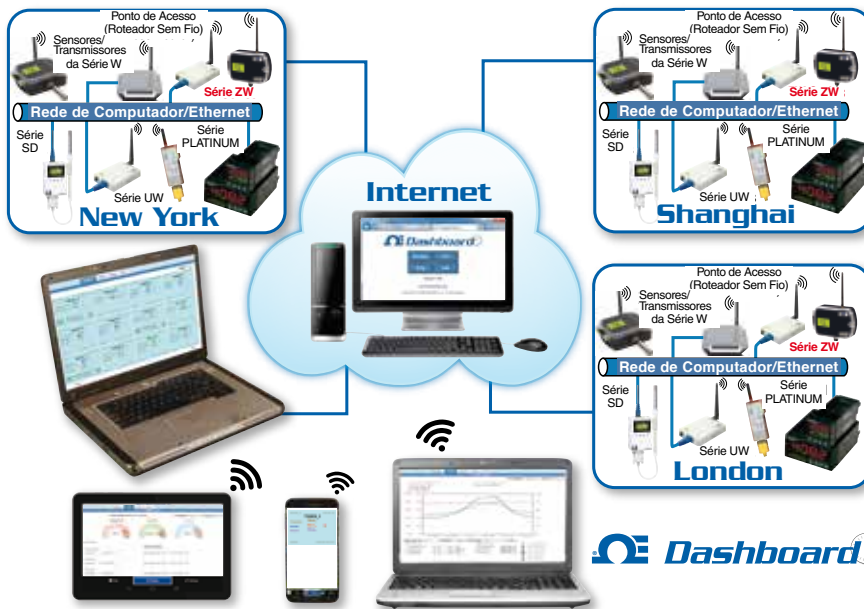 Ponto de Acesso
(Roteador Sem Fio)
Sensores/
Transmissores
da Série W
Série ZW
Rede de Computador/Ethernet
Série
SD
Série
PLATINUM
Série UW
New York
Internet
Dashboard
Ponto de Acesso
(Roteador Sem Fio)
Sensores/
Transmissores
da Série W
Série ZW
Rede de Computador/Ethernet
Série
SD
Série
PLATINUM
Série UW
Shanghai
Ponto de Acesso
(Roteador Sem Fio)
Sensores/
Transmissores
da Série W
Série ZW
Rede de Computador/Ethernet
Série
SD
Série
PLATINUM
Série UW
London
Dashboard